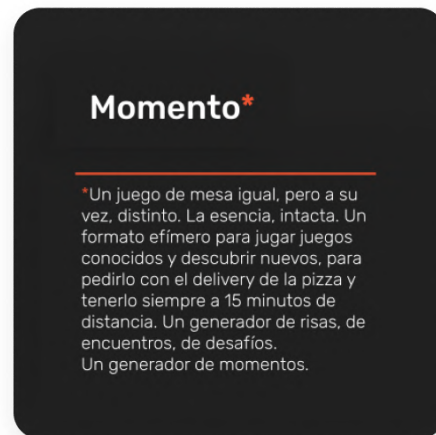 Momento*
*Un juego de mesa igual, pero a su
vez, distinto. La esencia, intacta. Un
formato efímero para jugar juegos
conocidos y descubrir nuevos, para
pedirlo con el delivery de la pizza y
tenerlo siempre a 15 minutos de
distancia. Un generador de risas, de
encuentros, de desafíos.
Un generador de momentos.